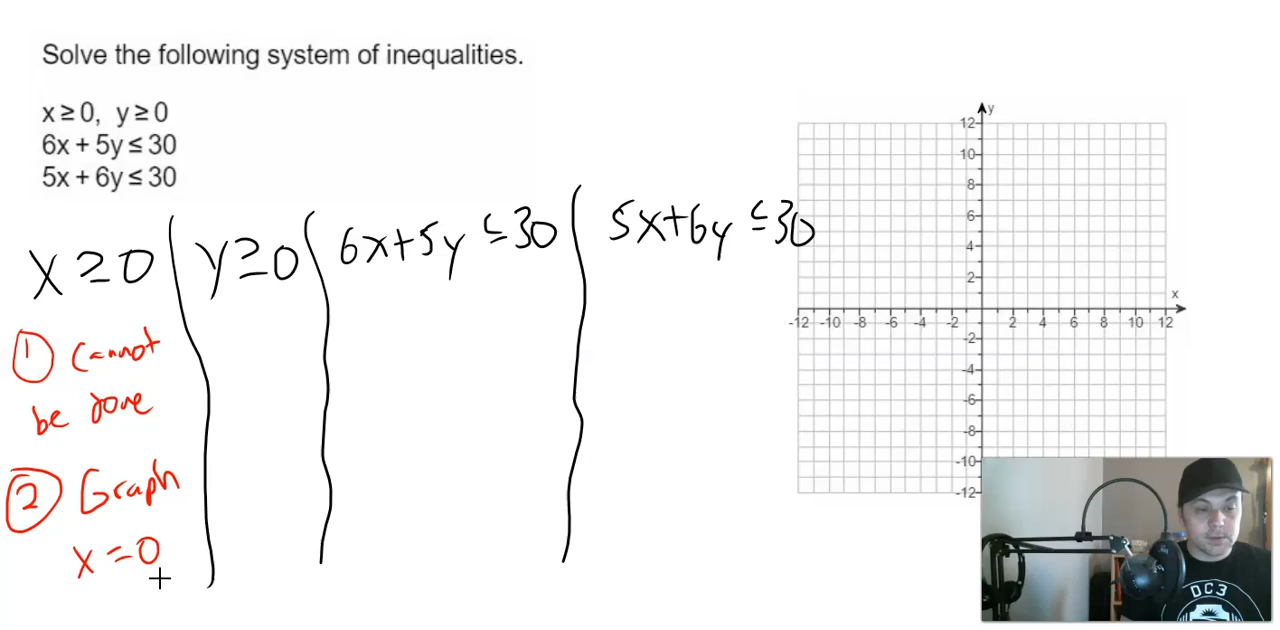 Solve the following system of inequalities.
x ≥ 0, y ≥ 0
6x + 5y ≤ 30
5x + 6y ≤ 30
x ≥ 0
y ≥ 0
6x + 5y ≤ 30
5x + 6y ≤ 30
① Cannot
be done
② Graph
x = 0
y
12
10
8
6
4
2
x
-12 -10 -8 -6 -4 -2 2 4 6 8 10 12
-2
-4
-6
-8
-10
-12
DC3